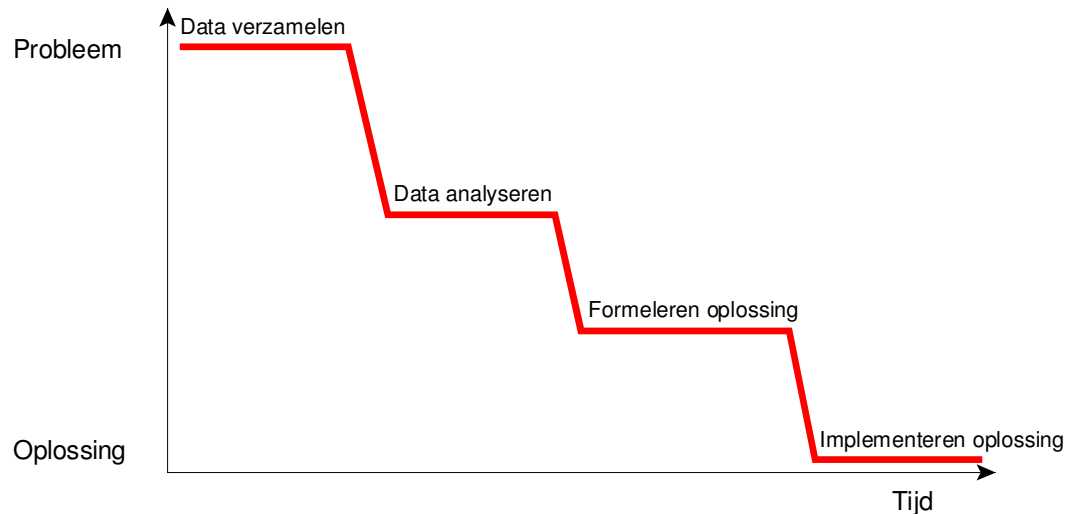 Data verzamelen
Probleem
Data analyseren
Formeleren oplossing
Implementeren oplossing
Oplossing
Tijd